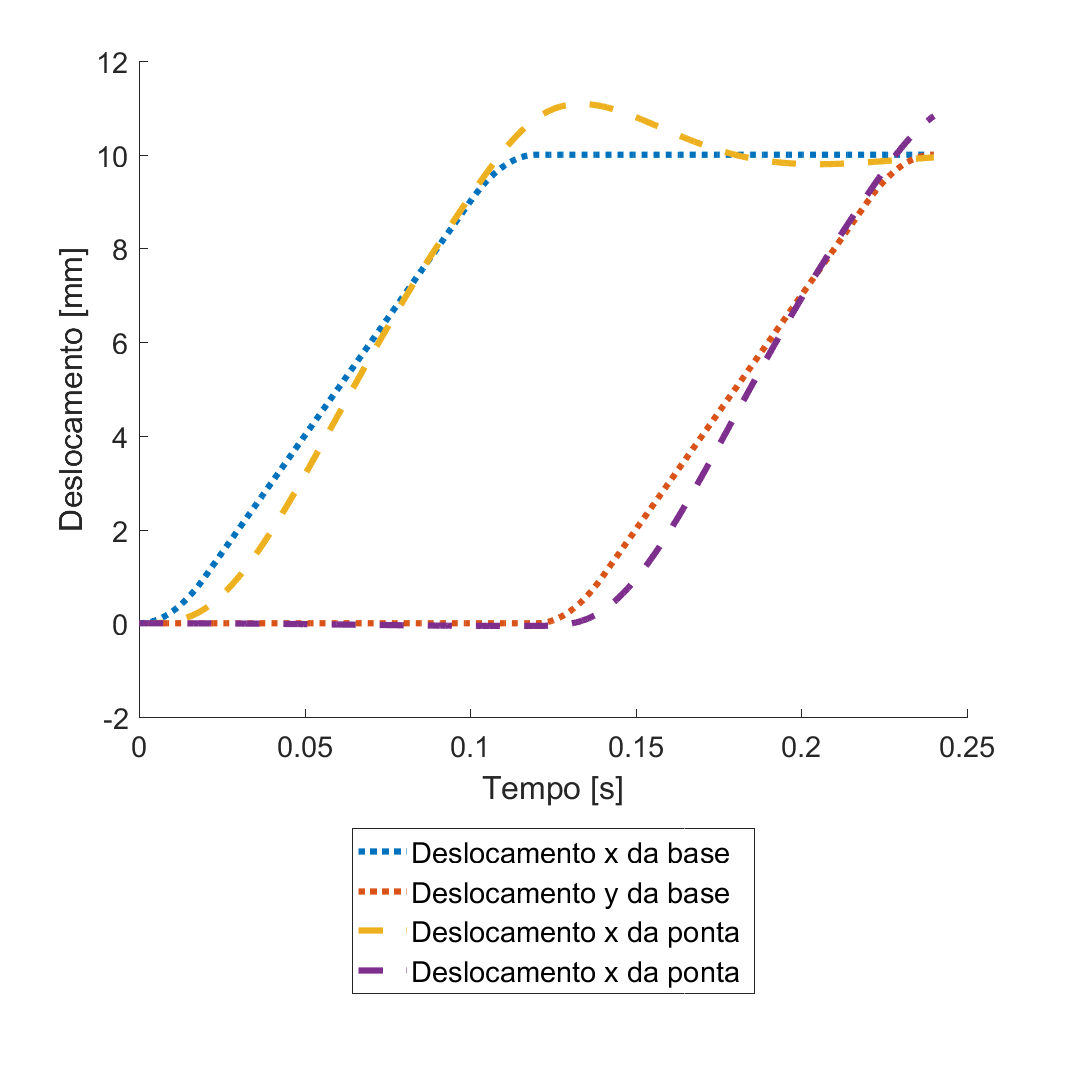 12
10
8
6
4
2
0
-2
Deslocamento [mm]
0 0.05 0.1 0.15 0.2 0.25
Tempo [s]
Deslocamento x da base
Deslocamento y da base
Deslocamento x da ponta
Deslocamento x da ponta